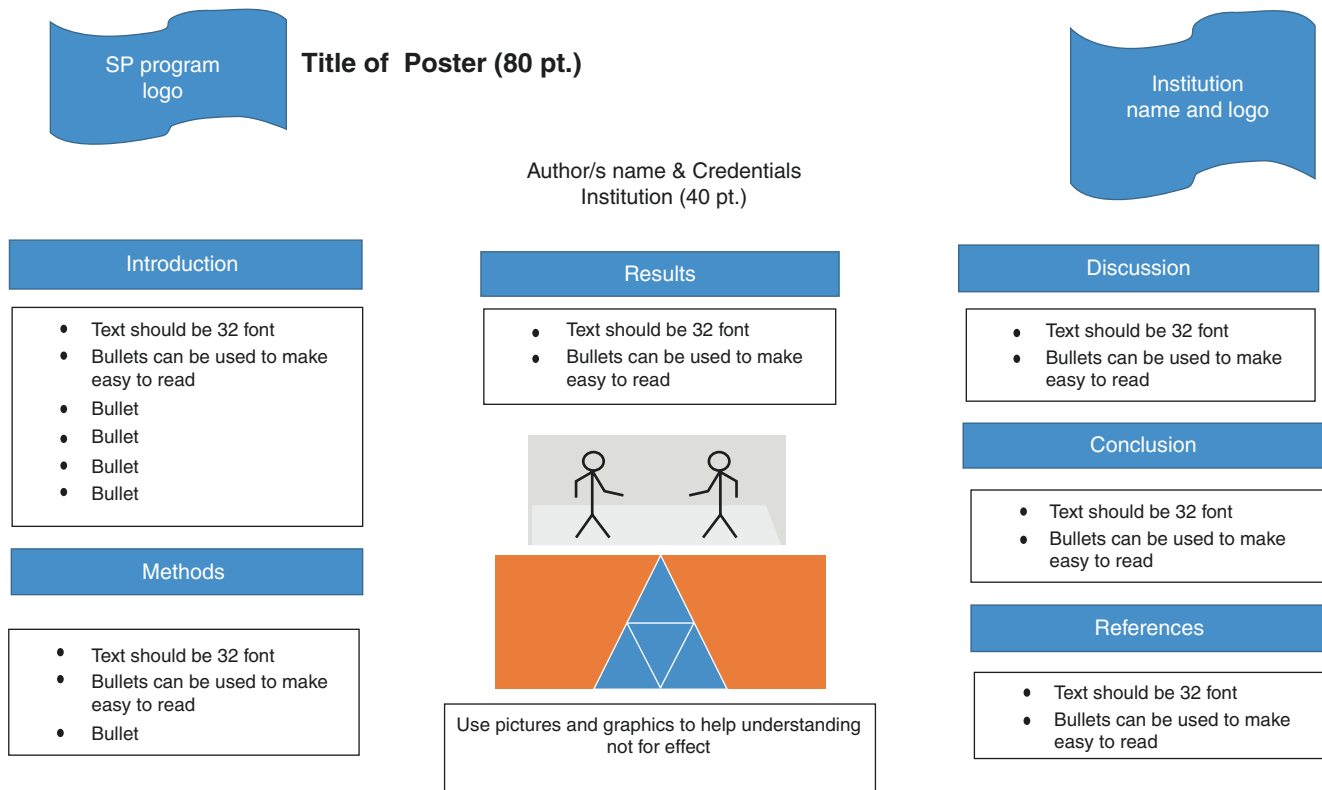 SP program
logo
Title of  Poster (80 pt.)
Institution
name and logo
Author/s name & Credentials
Institution (40 pt.)
Introduction
• Text should be 32 font
• Bullets can be used to make
easy to read
• Bullet
• Bullet
• Bullet
• Bullet
Methods
• Text should be 32 font
• Bullets can be used to make
easy to read
• Bullet
Results
• Text should be 32 font
• Bullets can be used to make
easy to read
Use pictures and graphics to help understanding
not for effect
Discussion
• Text should be 32 font
• Bullets can be used to make
easy to read
Conclusion
• Text should be 32 font
• Bullets can be used to make
easy to read
References
• Text should be 32 font
• Bullets can be used to make
easy to read